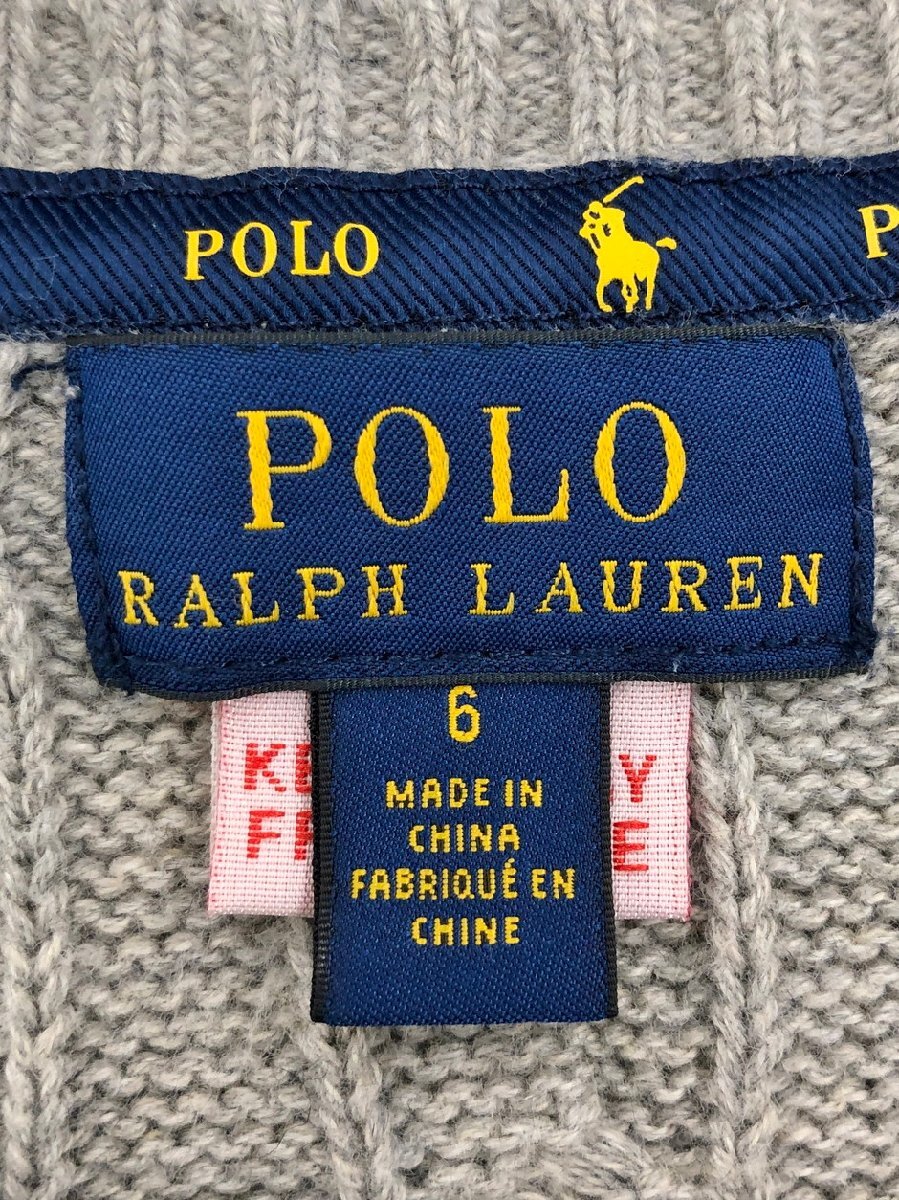 POLO
POLO
RALPH LAUREN
6
MADE IN
CHINA
FABRIQUÉ EN
CHINE